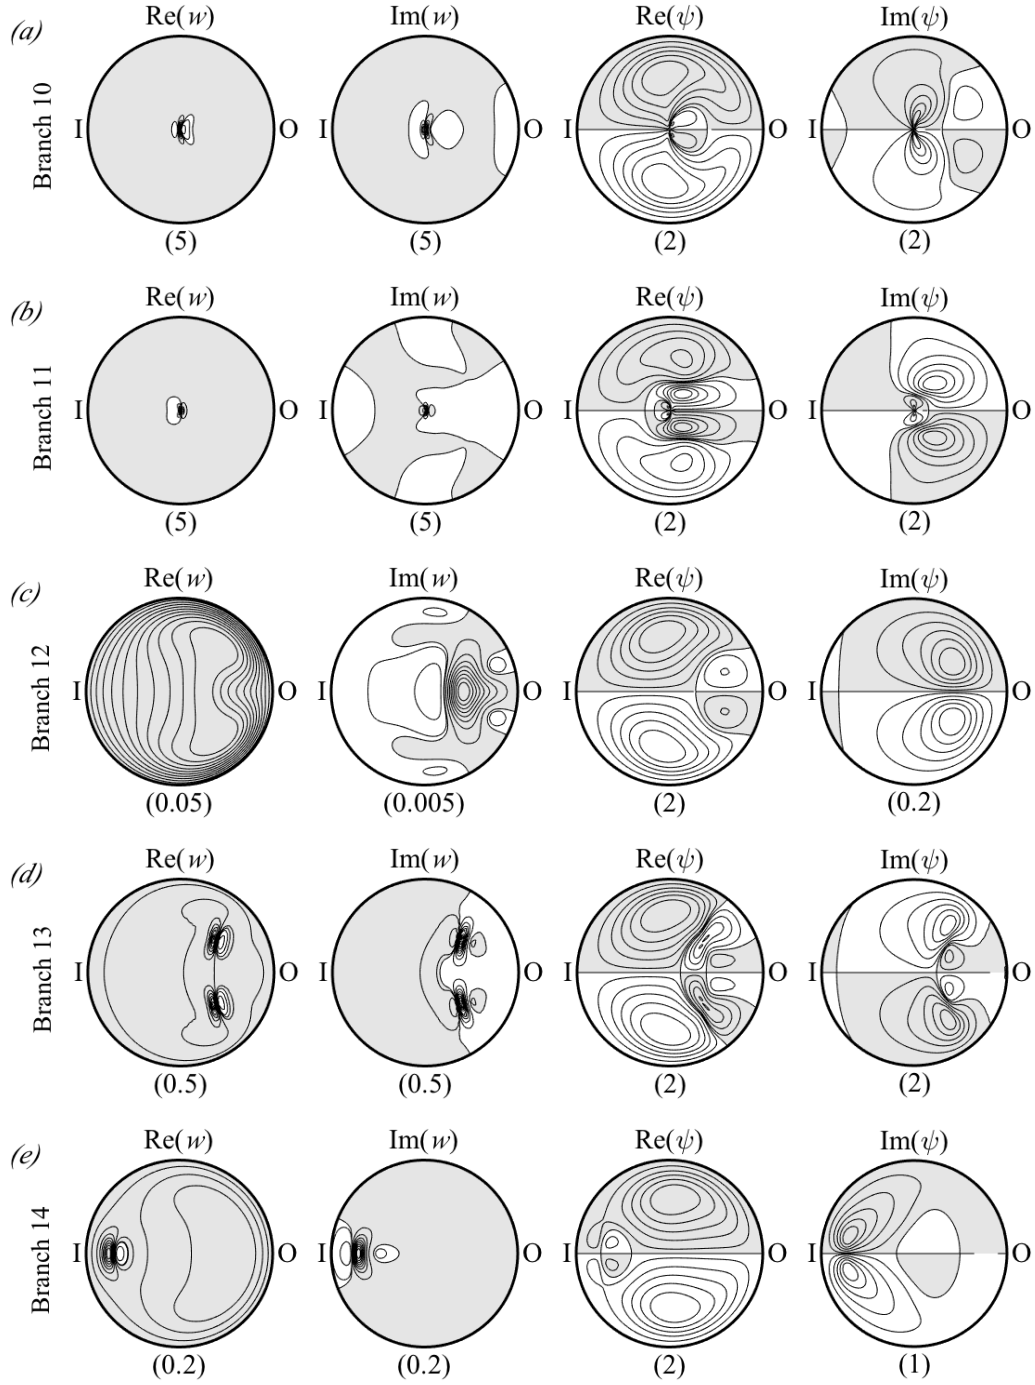 (a) Re(w) Im(w) Re(ψ) Im(ψ)
Branch 10
I O I O I O I O
(5) (5) (2) (2)
(b) Re(w) Im(w) Re(ψ) Im(ψ)
Branch 11
I O I O I O I O
(5) (5) (2) (2)
(c) Re(w) Im(w) Re(ψ) Im(ψ)
Branch 12
I O I O I O I O
(0.05) (0.005) (2) (0.2)
(d) Re(w) Im(w) Re(ψ) Im(ψ)
Branch 13
I O I O I O I O
(0.5) (0.5) (2) (2)
(e) Re(w) Im(w) Re(ψ) Im(ψ)
Branch 14
I O I O I O I O
(0.2) (0.2) (2) (1)